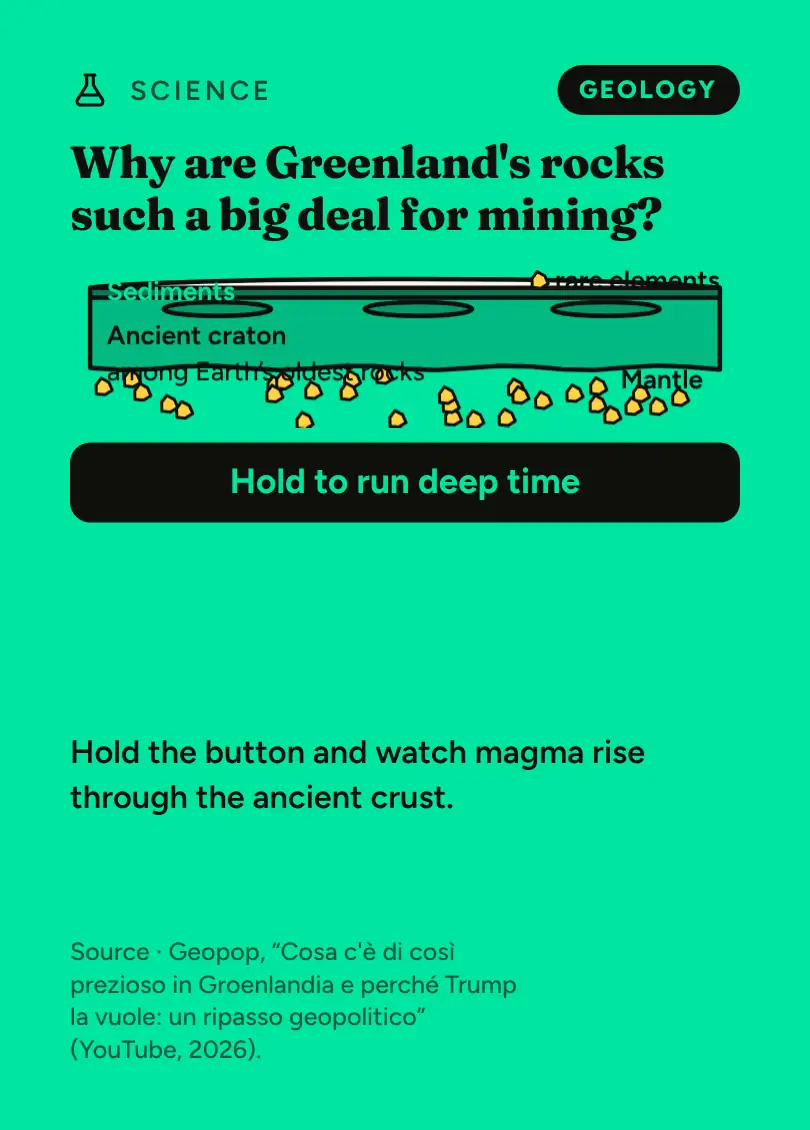 SCIENCE
GEOLOGY
Why are Greenland's rocks
such a big deal for mining?
rare elements
Sediments
Ancient craton
among Earth's oldest rocks
Mantle
Hold to run deep time
Hold the button and watch magma rise
through the ancient crust.
Source · Geopop, “Cosa c'è di così
prezioso in Groenlandia e perché Trump
la vuole: un ripasso geopolitico”
(YouTube, 2026).